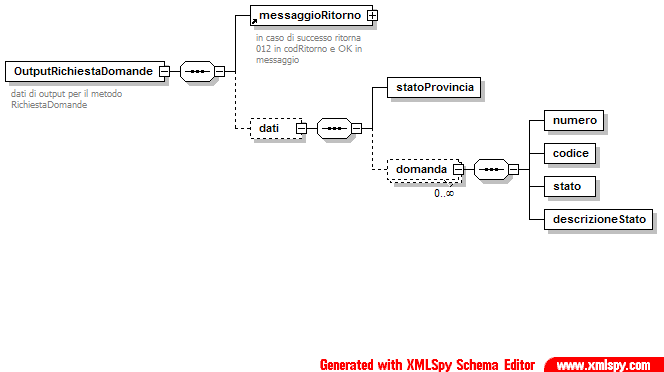 messaggioRitorno
in caso di successo ritorna
012 in codRitorno e OK in
messaggio
OutputRichiestaDomande
dati di output per il metodo
RichiestaDomande
statoProvincia
dati
numero
codice
domanda
stato
0..∞
descrizioneStato
Generated with XMLSpy Schema Editor www.xmlspy.com